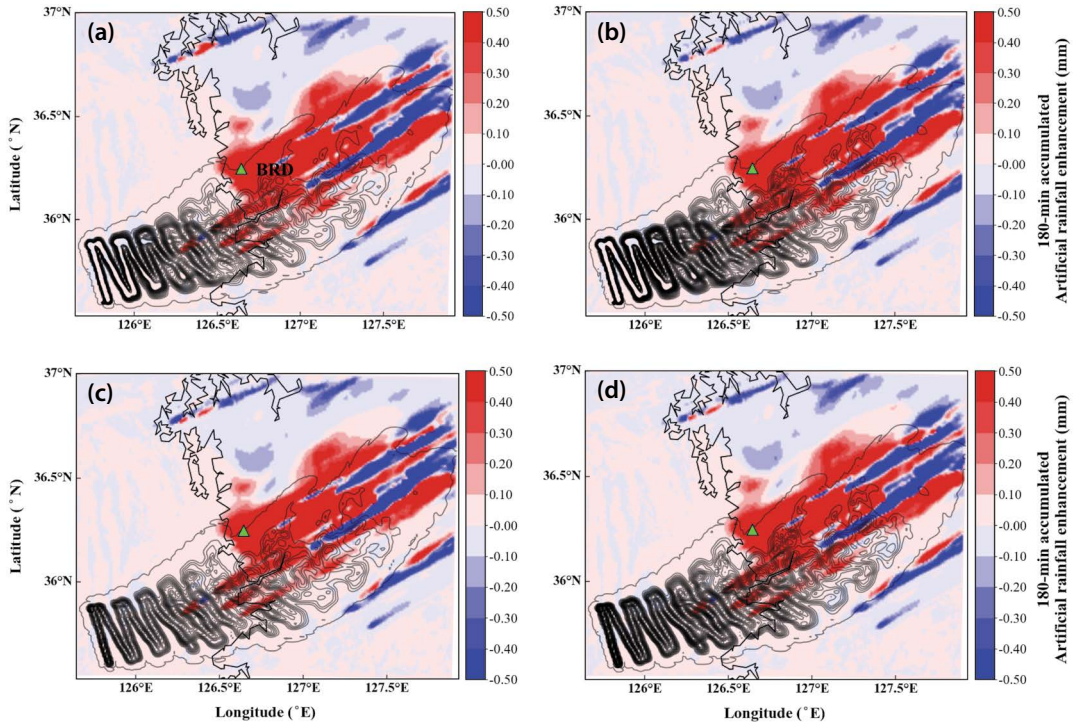 (a)
37°N
36.5°N
36°N
Latitude (°N)
BRD
126°E 126.5°E 127°E 127.5°E
0.50
0.40
0.30
0.20
0.10
-0.00
-0.10
-0.20
-0.30
-0.40
-0.50
(b)
37°N
36.5°N
36°N
126°E 126.5°E 127°E 127.5°E
0.50
0.40
0.30
0.20
0.10
-0.00
-0.10
-0.20
-0.30
-0.40
-0.50
180-min accumulated
Artificial rainfall enhancement (mm)
(c)
37°N
36.5°N
36°N
Latitude (°N)
126°E 126.5°E 127°E 127.5°E
Longitude (°E)
0.50
0.40
0.30
0.20
0.10
-0.00
-0.10
-0.20
-0.30
-0.40
-0.50
(d)
37°N
36.5°N
36°N
126°E 126.5°E 127°E 127.5°E
Longitude (°E)
0.50
0.40
0.30
0.20
0.10
-0.00
-0.10
-0.20
-0.30
-0.40
-0.50
180-min accumulated
Artificial rainfall enhancement (mm)